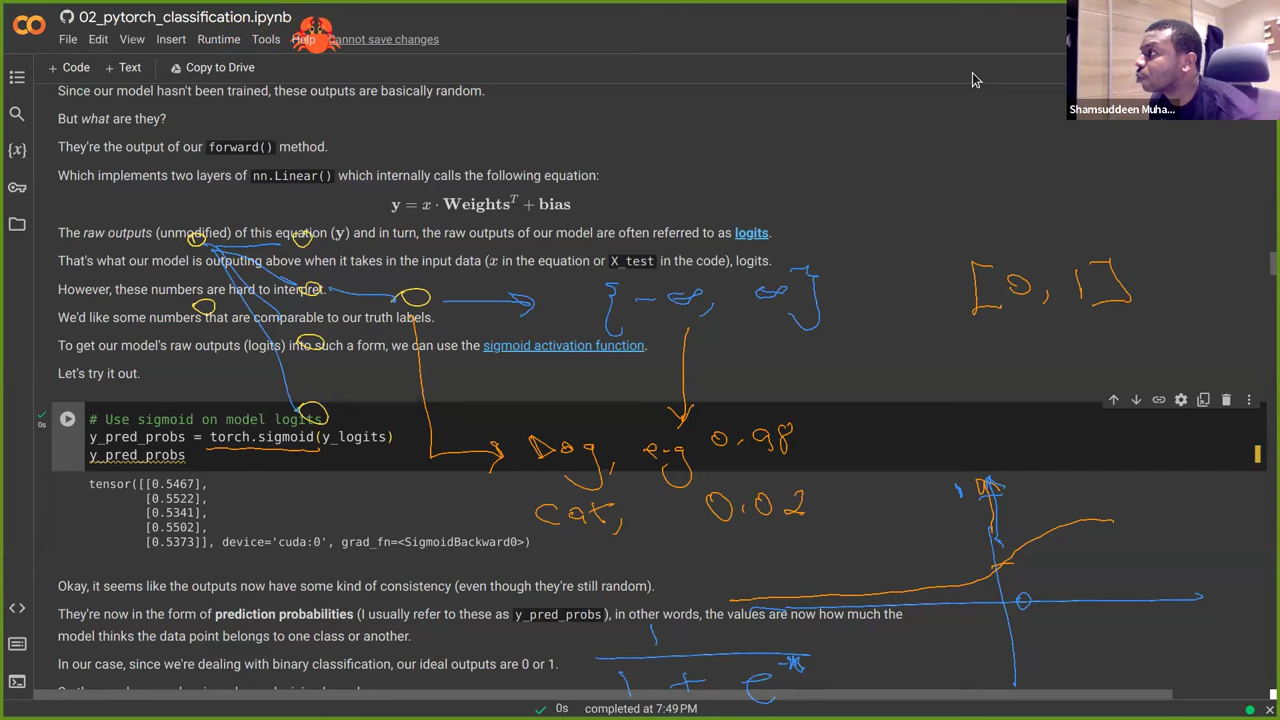 02_pytorch_classification.ipynb
File Edit View Insert Runtime Tools Help Cannot save changes
+ Code + Text Copy to Drive
Shamsuddeen Muha...
Since our model hasn't been trained, these outputs are basically random.
But what are they?
They're the output of our forward() method.
Which implements two layers of nn.Linear() which internally calls the following equation:
y = x · Weights^T + bias
The raw outputs (unmodified) of this equation (y) and in turn, the raw outputs of our model are often referred to as logits.
That's what our model is outputing above when it takes in the input data (x in the equation or X_test in the code), logits.
However, these numbers are hard to interpret.
{-∞, ∞}
[0, 1]
We'd like some numbers that are comparable to our truth labels.
To get our model's raw outputs (logits) into such a form, we can use the sigmoid activation function.
Let's try it out.
0s
# Use sigmoid on model logits
y_pred_probs = torch.sigmoid(y_logits)
y_pred_probs
Dog, e.g 0.98
Cat, 0.02
tensor([[0.5467],
[0.5522],
[0.5341],
[0.5502],
[0.5373]], device='cuda:0', grad_fn=<SigmoidBackward0>)
Okay, it seems like the outputs now have some kind of consistency (even though they're still random).
They're now in the form of prediction probabilities (I usually refer to these as y_pred_probs), in other words, the values are now how much the
model thinks the data point belongs to one class or another.
In our case, since we're dealing with binary classification, our ideal outputs are 0 or 1.
1
1 + e
0s completed at 7:49 PM